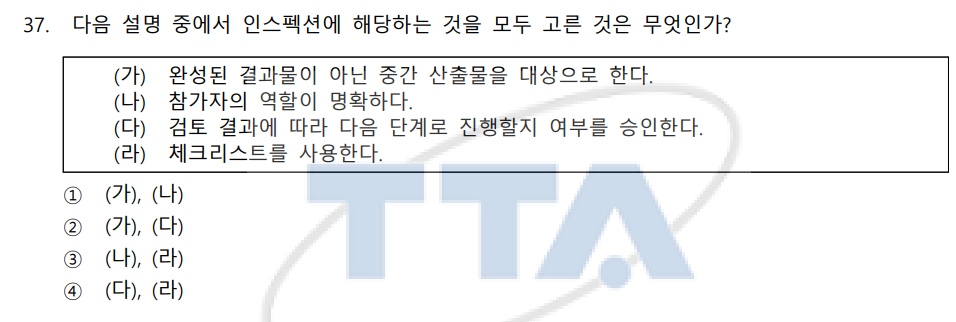 37. 다음 설명 중에서 인스펙션에 해당하는 것을 모두 고른 것은 무엇인가?
(가) 완성된 결과물이 아닌 중간 산출물을 대상으로 한다.
(나) 참가자의 역할이 명확하다.
(다) 검토 결과에 따라 다음 단계로 진행할지 여부를 승인한다.
(라) 체크리스트를 사용한다.
① (가), (나)
② (가), (다)
③ (나), (라)
④ (다), (라)
TTA